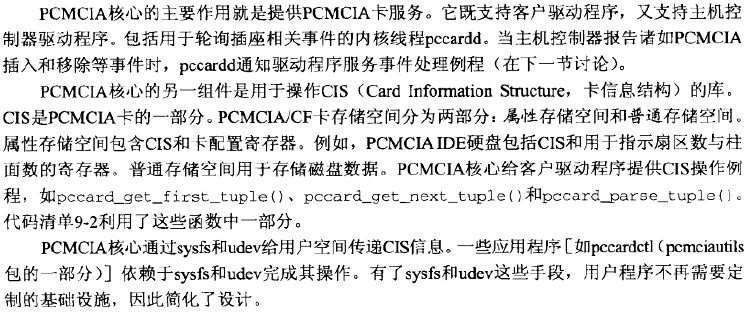 PCMCIA核心的主要作用就是提供PCMCIA卡服务。它既支持客户驱动程序，又支持主机控
制器驱动程序。包括用于轮询插座相关事件的内核线程pccardd。当主机控制器报告诸如PCMCIA
插入和移除等事件时，pccardd通知驱动程序服务事件处理例程（在下一节讨论）。
PCMCIA核心的另一组件是用于操作CIS（Card Information Structure，卡信息结构）的库。
CIS是PCMCIA卡的一部分。PCMCIA/CF卡存储空间分为两部分：属性存储空间和普通存储空间。
属性存储空间包含CIS和卡配置寄存器。例如，PCMCIA IDE硬盘包括CIS和用于指示扇区数与柱
面数的寄存器。普通存储空间用于存储磁盘数据。PCMCIA核心给客户驱动程序提供CIS操作例
程，如pccard_get_first_tuple()、pccard_get_next_tuple()和pccard_parse_tuple()。
代码清单9-2利用了这些函数中一部分。
PCMCIA核心通过sysfs和udev给用户空间传递CIS信息。一些应用程序［如pccardctl（pcmciautils
包的一部分）］依赖于sysfs和udev完成其操作。有了sysfs和udev这些手段，用户程序不再需要定
制的基础设施，因此简化了设计。